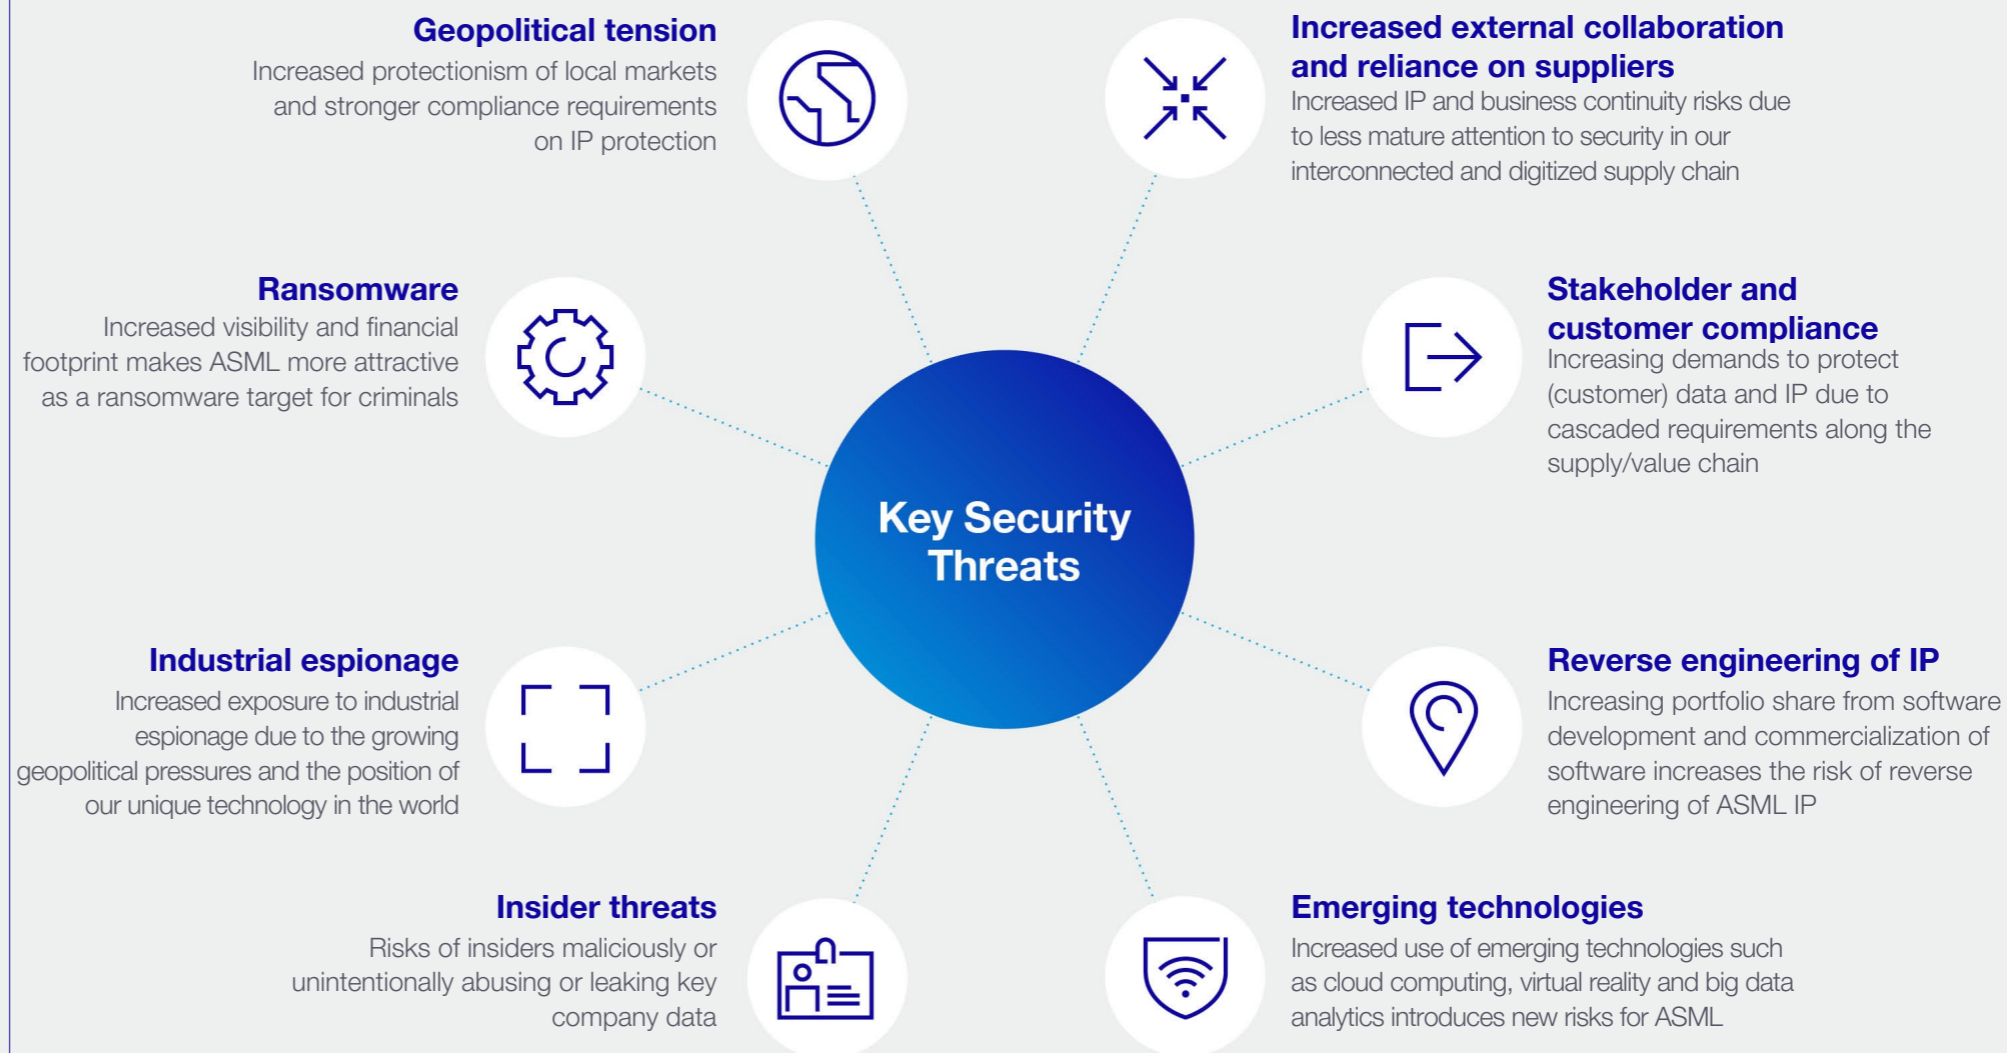 Geopolitical tension
Increased protectionism of local markets
and stronger compliance requirements
on IP protection
Increased external collaboration
and reliance on suppliers
Increased IP and business continuity risks due
to less mature attention to security in our
interconnected and digitized supply chain
Ransomware
Increased visibility and financial
footprint makes ASML more attractive
as a ransomware target for criminals
Stakeholder and
customer compliance
Increasing demands to protect
(customer) data and IP due to
cascaded requirements along the
supply/value chain
Key Security
Threats
Industrial espionage
Increased exposure to industrial
espionage due to the growing
geopolitical pressures and the position of
our unique technology in the world
Reverse engineering of IP
Increasing portfolio share from software
development and commercialization of
software increases the risk of reverse
engineering of ASML IP
Insider threats
Risks of insiders maliciously or
unintentionally abusing or leaking key
company data
Emerging technologies
Increased use of emerging technologies such
as cloud computing, virtual reality and big data
analytics introduces new risks for ASML